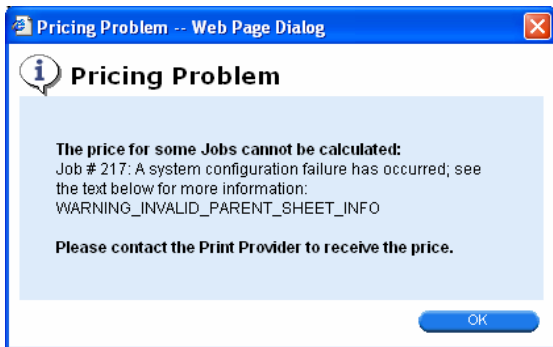 Pricing Problem -- Web Page Dialog
Pricing Problem
The price for some Jobs cannot be calculated:
Job # 217: A system configuration failure has occurred; see
the text below for more information:
WARNING_INVALID_PARENT_SHEET_INFO
Please contact the Print Provider to receive the price.
OK